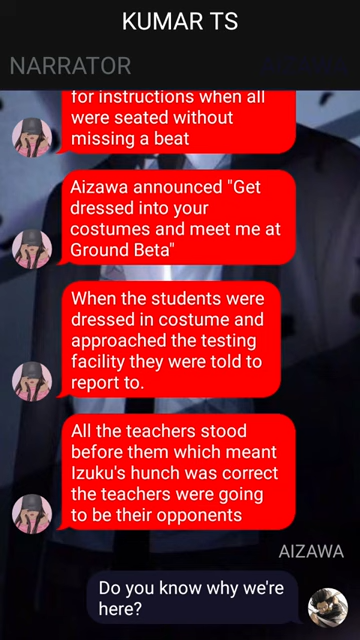 KUMAR TS
NARRATOR
AIZAWA
for instructions when all
were seated without
missing a beat
Aizawa announced "Get
dressed into your
costumes and meet me at
Ground Beta"
When the students were
dressed in costume and
approached the testing
facility they were told to
report to.
All the teachers stood
before them which meant
Izuku's hunch was correct
the teachers were going
to be their opponents
AIZAWA
Do you know why we're
here?